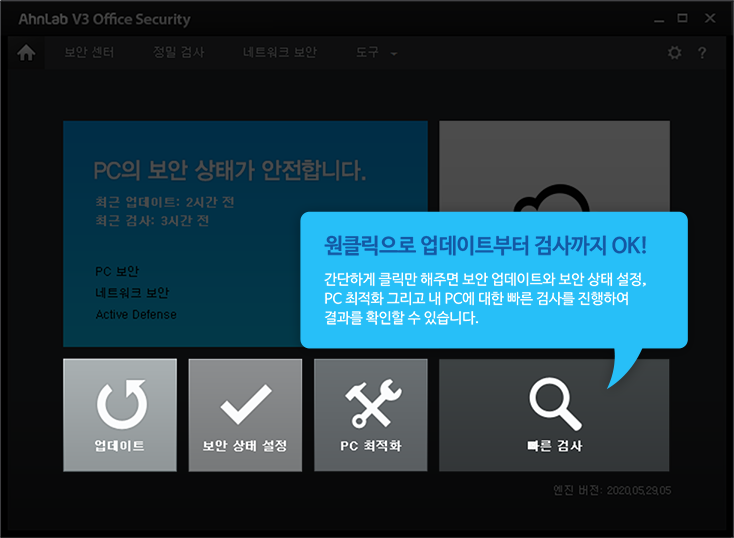 AhnLab V3 Office Security
보안 센터 정밀 검사 네트워크 보안 도구
?
PC의 보안 상태가 안전합니다.
최근 업데이트: 2시간 전
최근 검사: 3시간 전
원클릭으로 업데이트부터 검사까지 OK!
간단하게 클릭만 해주면 보안 업데이트와 보안 상태 설정,
PC 최적화 그리고 내 PC에 대한 빠른 검사를 진행하여
결과를 확인할 수 있습니다.
PC 보안
네트워크 보안
Active Defense
업데이트 보안 상태 설정 PC 최적화 빠른 검사
엔진 버전: 2020.05.29.05